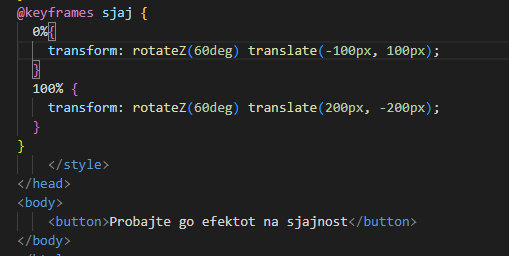 @keyframes sjaj {
0%{
transform: rotateZ(60deg) translate(-100px, 100px);
}
100% {
transform: rotateZ(60deg) translate(200px, -200px);
}
}
</style>
</head>
<body>
<button>Probajte go efektot na sjajnost</button>
</body>